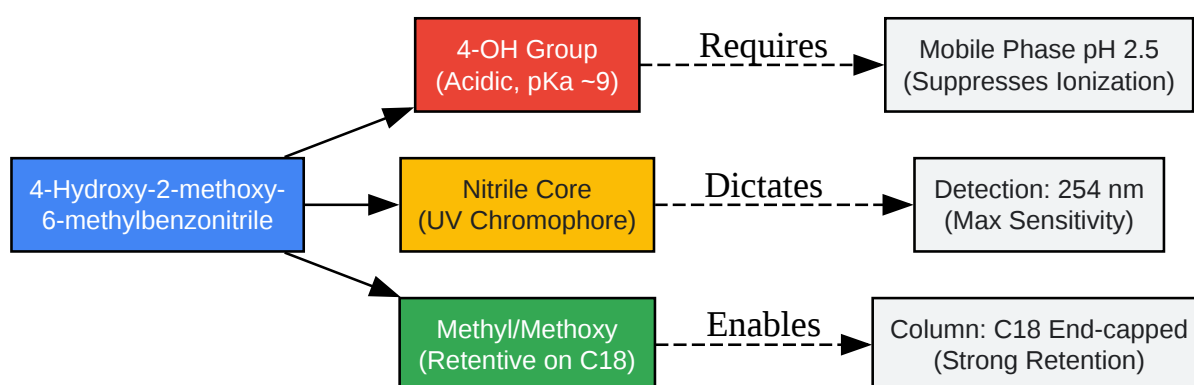 4-OH Group
(Acidic, pKa ~9)
Requires
Mobile Phase pH 2.5
(Suppresses Ionization)
4-Hydroxy-2-methoxy-
6-methylbenzonitrile
Nitrile Core
(UV Chromophore)
Dictates
Detection: 254 nm
(Max Sensitivity)
Methyl/Methoxy
(Retentive on C18)
Enables
Column: C18 End-capped
(Strong Retention)